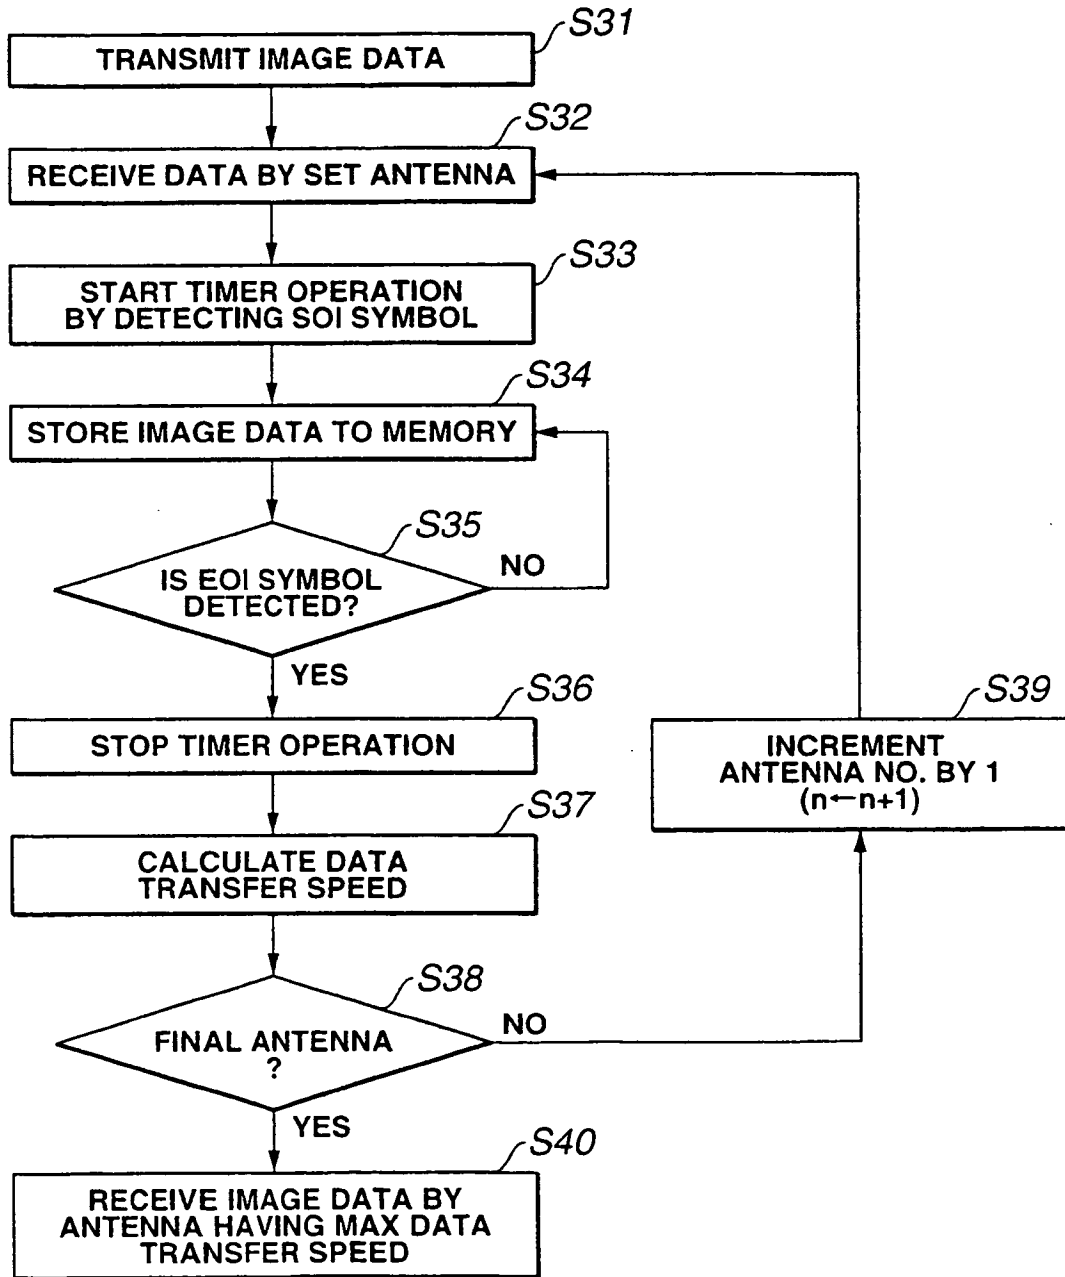 S31
TRANSMIT IMAGE DATA
S32
RECEIVE DATA BY SET ANTENNA
S33
START TIMER OPERATION
BY DETECTING SOI SYMBOL
S34
STORE IMAGE DATA TO MEMORY
S35
IS EOI SYMBOL
DETECTED?
NO
YES
S36
STOP TIMER OPERATION
S37
CALCULATE DATA
TRANSFER SPEED
S38
FINAL ANTENNA
?
NO
S39
INCREMENT
ANTENNA NO. BY 1
(n←n+1)
YES
S40
RECEIVE IMAGE DATA BY
ANTENNA HAVING MAX DATA
TRANSFER SPEED